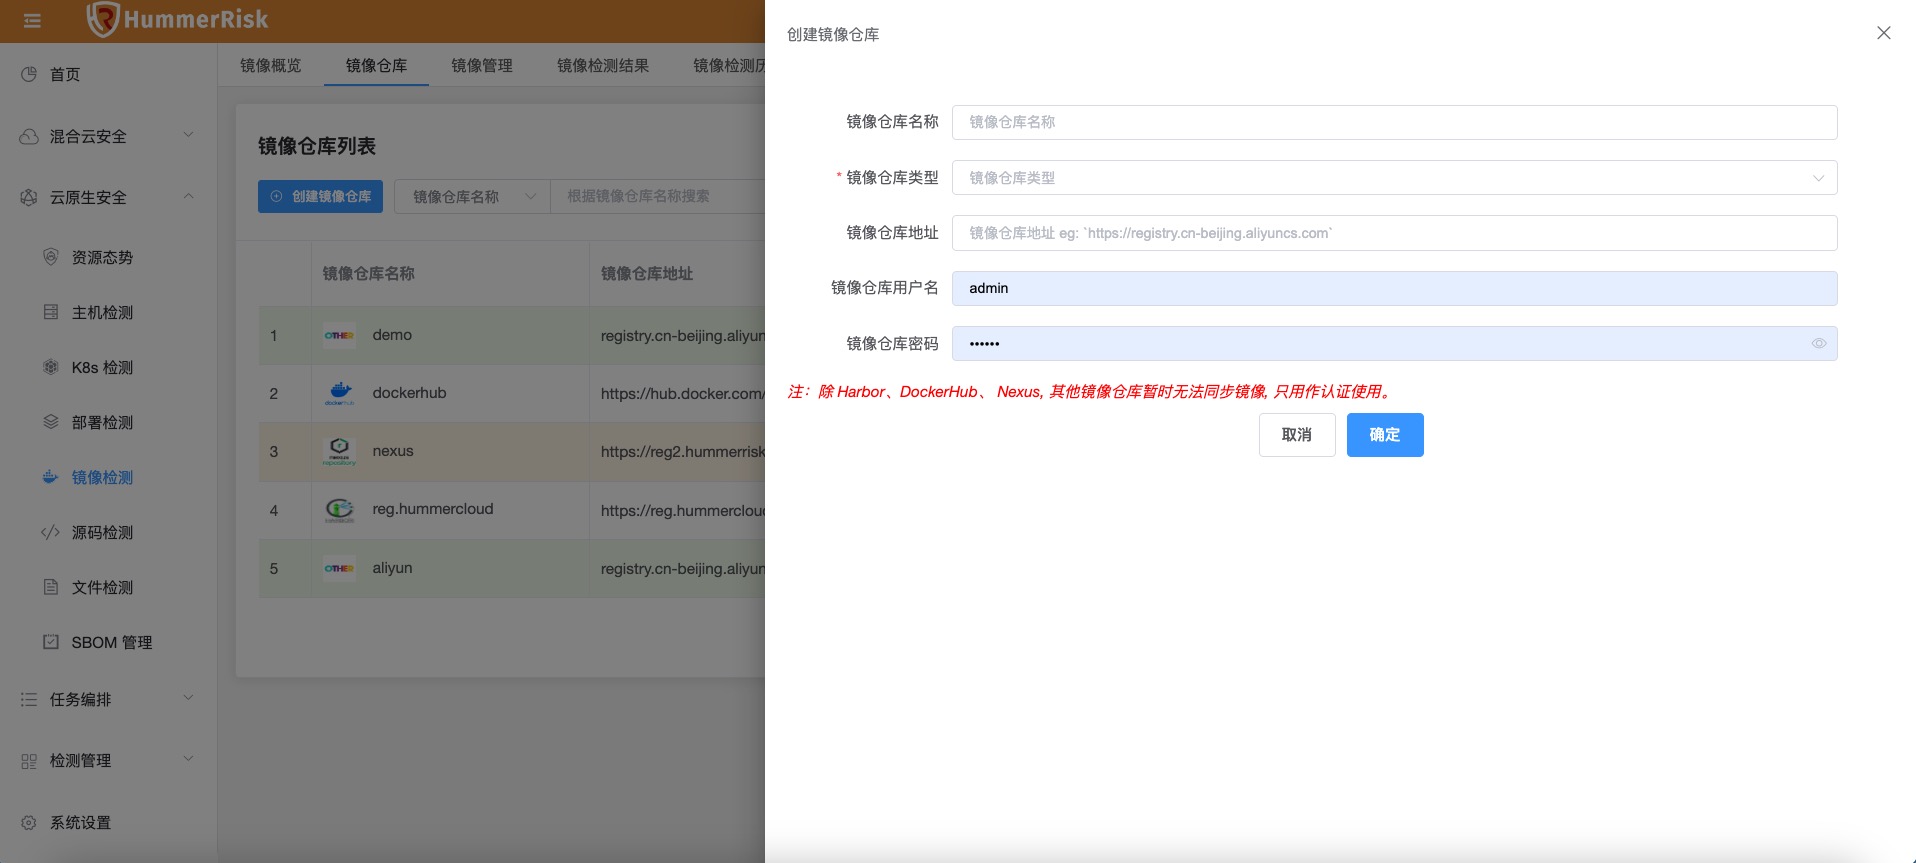 HummerRisk
首页
混合云安全
云原生安全
资源态势
主机检测
K8s 检测
部署检测
镜像检测
源码检测
文件检测
SBOM 管理
任务编排
检测管理
系统设置
镜像概览 镜像仓库 镜像管理 镜像检测结果 镜像检测历
镜像仓库列表
创建镜像仓库 镜像仓库名称 根据镜像仓库名称搜索
镜像仓库名称 镜像仓库地址
1 OTHER demo registry.cn-beijing.aliyun
2 dockerhub https://hub.docker.com/
3 repository nexus https://reg2.hummerrisk
4 reg.hummercloud https://reg.hummerclou
5 OTHER aliyun registry.cn-beijing.aliyun
创建镜像仓库
镜像仓库名称 镜像仓库名称
* 镜像仓库类型 镜像仓库类型
镜像仓库地址 镜像仓库地址 eg: `https://registry.cn-beijing.aliyuncs.com`
镜像仓库用户名 admin
镜像仓库密码 ••••••
注：除 Harbor、DockerHub、 Nexus, 其他镜像仓库暂时无法同步镜像, 只用作认证使用。
取消 确定